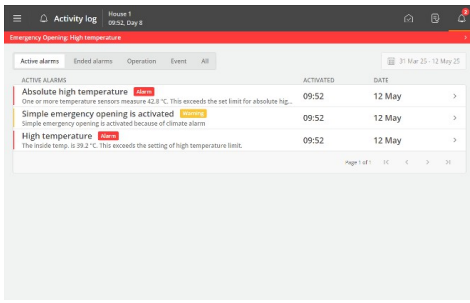 Activity log
House 1
09:52, Day 8
3
Emergency Opening: High temperature
Active alarms Ended alarms Operation Event All
31 Mar 25 - 12 May 25
ACTIVE ALARMS ACTIVATED DATE
Absolute high temperature Alarm
One or more temperature sensors measure 42.8 °C. This exceeds the set limit for absolute hig...
09:52 12 May
Simple emergency opening is activated Warning
Simple emergency opening is activated because of climate alarm
09:52 12 May
High temperature Alarm
The inside temp. is 39.2 °C. This exceeds the setting of high temperature limit.
09:52 12 May
Page 1 of 1